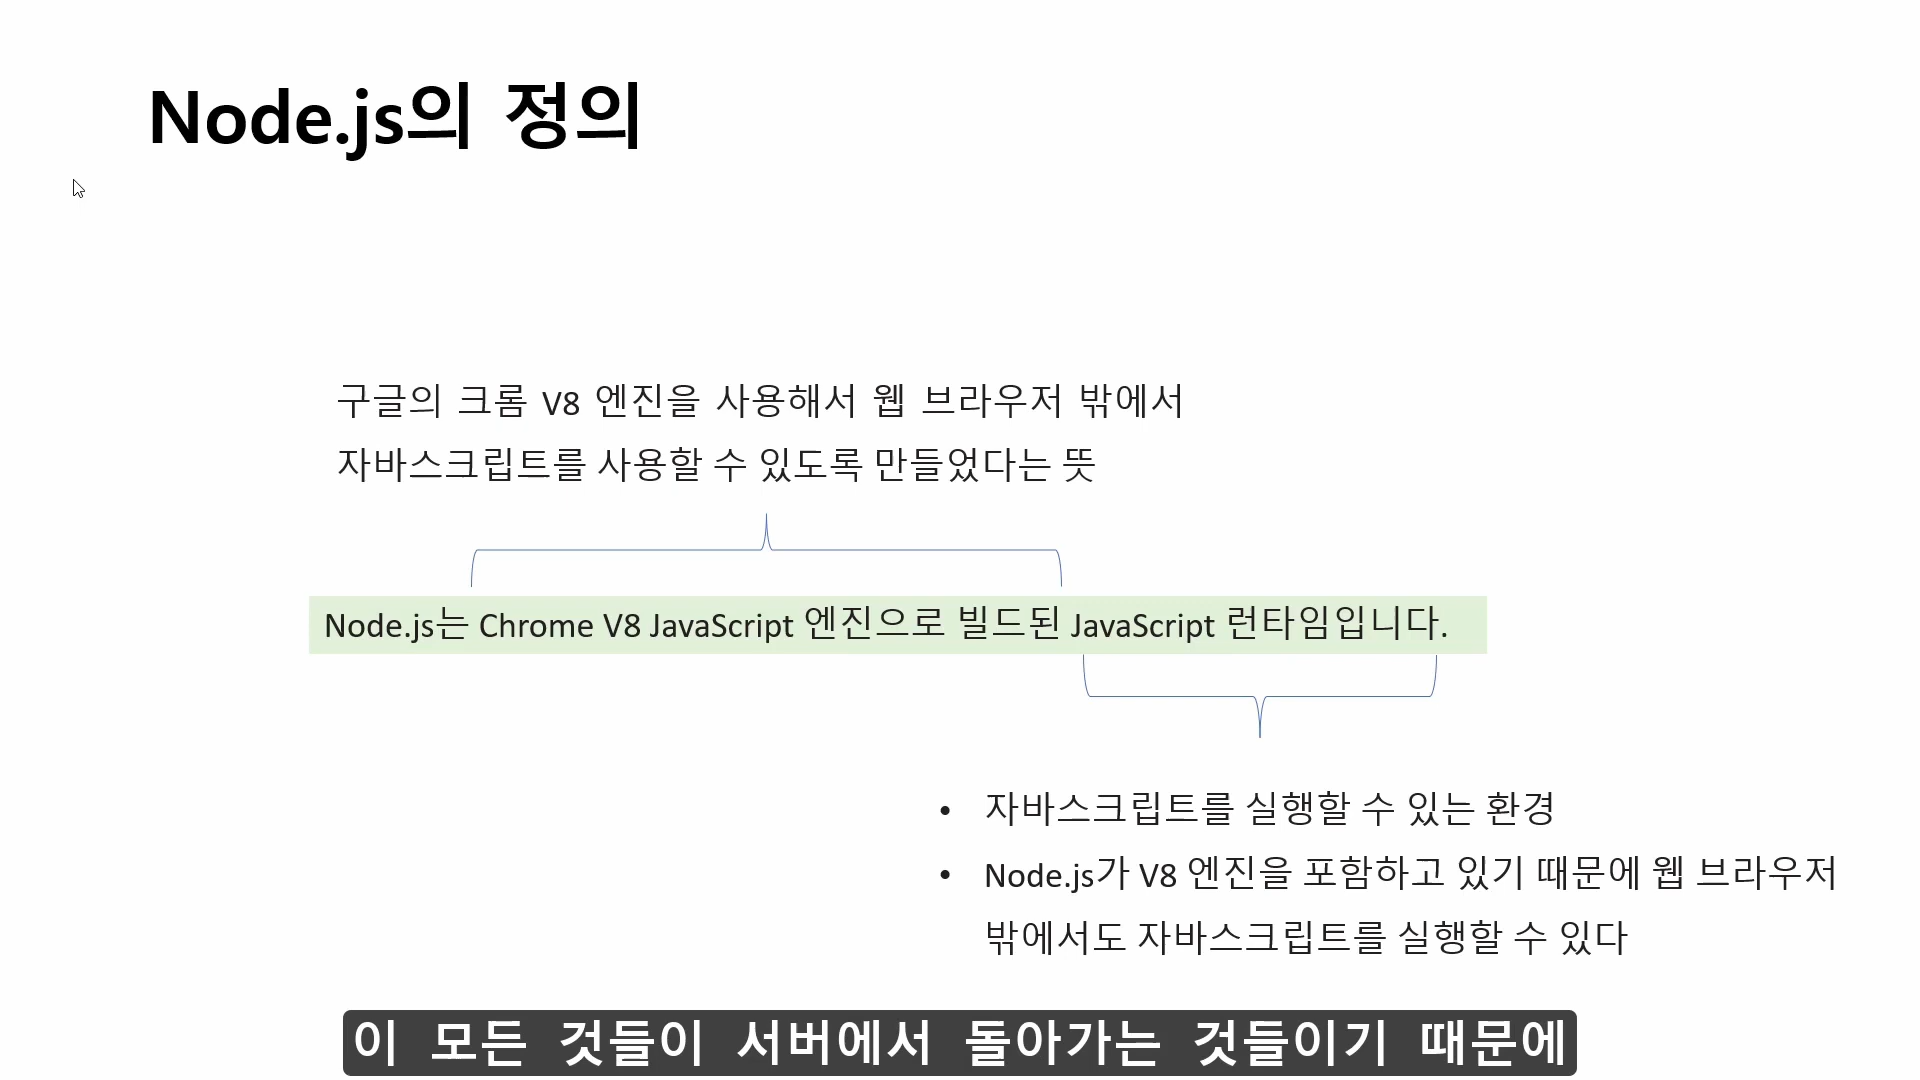 Node.js의 정의
구글의 크롬 V8 엔진을 사용해서 웹 브라우저 밖에서
자바스크립트를 사용할 수 있도록 만들었다는 뜻
Node.js는 Chrome V8 JavaScript 엔진으로 빌드된 JavaScript 런타임입니다.
• 자바스크립트를 실행할 수 있는 환경
• Node.js가 V8 엔진을 포함하고 있기 때문에 웹 브라우저
밖에서도 자바스크립트를 실행할 수 있다
이 모든 것들이 서버에서 돌아가는 것들이기 때문에